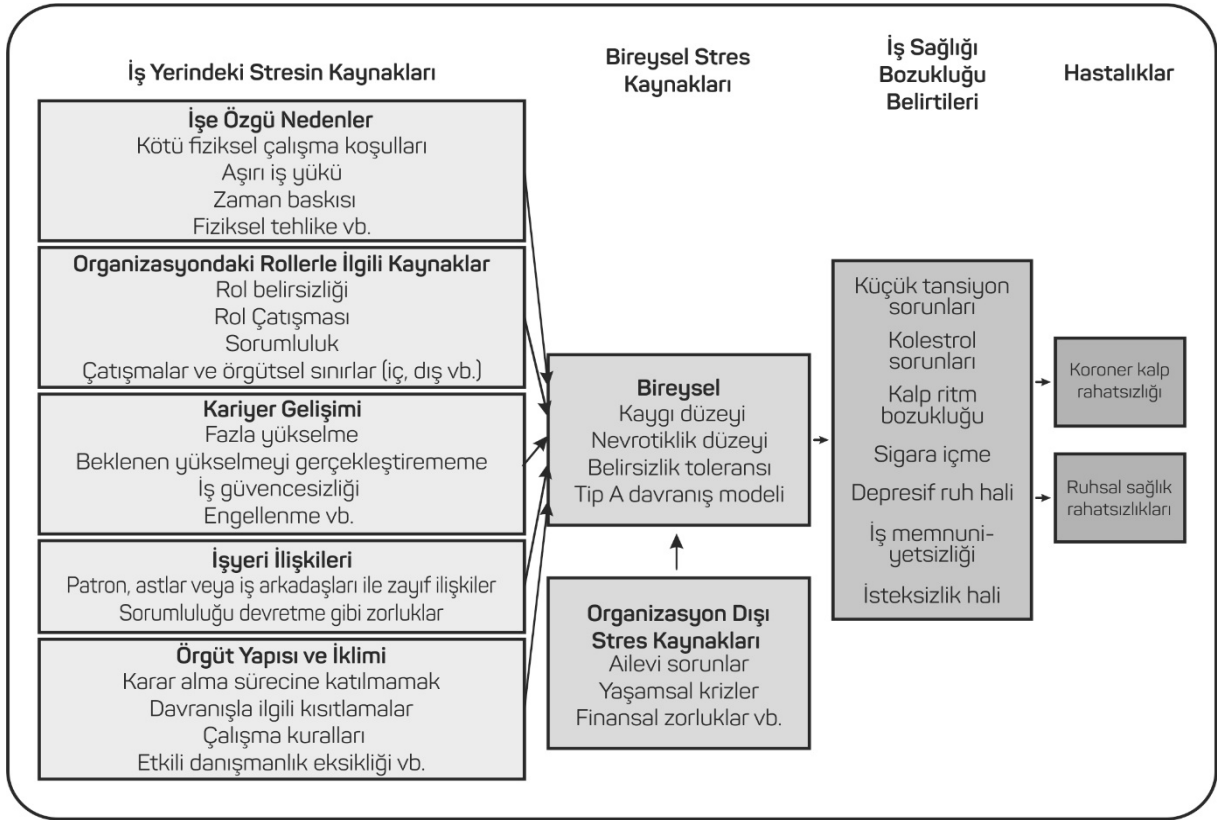 İş Yerindeki Stresin Kaynakları
Bireysel Stres
Kaynakları
İş Sağlığı
Bozukluğu
Belirtileri
Hastalıklar
İşe Özgü Nedenler
Kötü fiziksel çalışma koşulları
Aşırı iş yükü
Zaman baskısı
Fiziksel tehlike vb.
Organizasyondaki Rollerle İlgili Kaynaklar
Rol belirsizliği
Rol Çatışması
Sorumluluk
Çatışmalar ve örgütsel sınırlar (iç, dış vb.)
Kariyer Gelişimi
Fazla yükselme
Beklenen yükselmeyi gerçekleştirememe
İş güvencesizliği
Engellenme vb.
İşyeri İlişkileri
Patron, astlar veya iş arkadaşları ile zayıf ilişkiler
Sorumluluğu devretme gibi zorluklar
Örgüt Yapısı ve İklimi
Karar alma sürecine katılmamak
Davranışla ilgili kısıtlamalar
Çalışma kuralları
Etkili danışmanlık eksikliği vb.
Bireysel
Kaygı düzeyi
Nevrotiklik düzeyi
Belirsizlik toleransı
Tip A davranış modeli
Organizasyon Dışı
Stres Kaynakları
Ailevi sorunlar
Yaşamsal krizler
Finansal zorluklar vb.
Küçük tansiyon
sorunları
Kolestrol
sorunları
Kalp ritm
bozukluğu
Sigara içme
Depresif ruh hali
İş memnuni-
yetsizliği
İsteksizlik hali
Koroner kalp
rahatsızlığı
Ruhsal sağlık
rahatsızlıkları